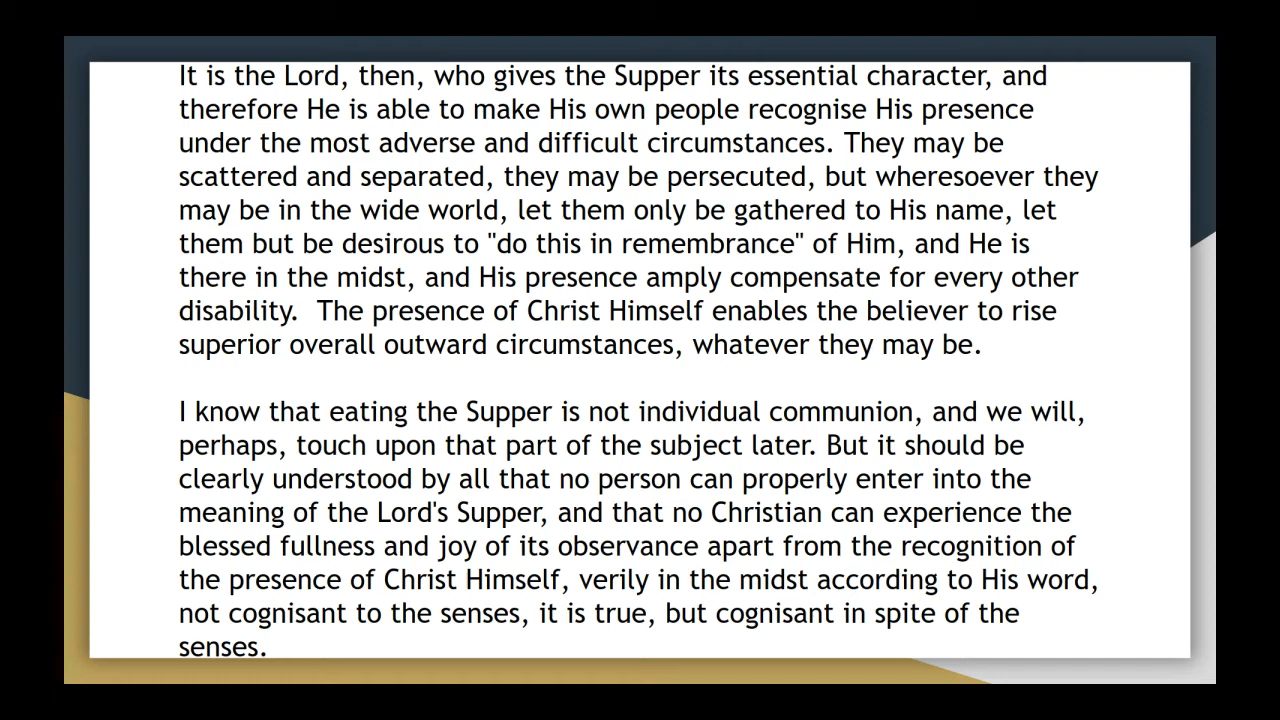 It is the Lord, then, who gives the Supper its essential character, and
therefore He is able to make His own people recognise His presence
under the most adverse and difficult circumstances. They may be
scattered and separated, they may be persecuted, but wheresoever they
may be in the wide world, let them only be gathered to His name, let
them but be desirous to "do this in remembrance" of Him, and He is
there in the midst, and His presence amply compensate for every other
disability.  The presence of Christ Himself enables the believer to rise
superior overall outward circumstances, whatever they may be.
I know that eating the Supper is not individual communion, and we will,
perhaps, touch upon that part of the subject later. But it should be
clearly understood by all that no person can properly enter into the
meaning of the Lord's Supper, and that no Christian can experience the
blessed fullness and joy of its observance apart from the recognition of
the presence of Christ Himself, verily in the midst according to His word,
not cognisant to the senses, it is true, but cognisant in spite of the
senses.